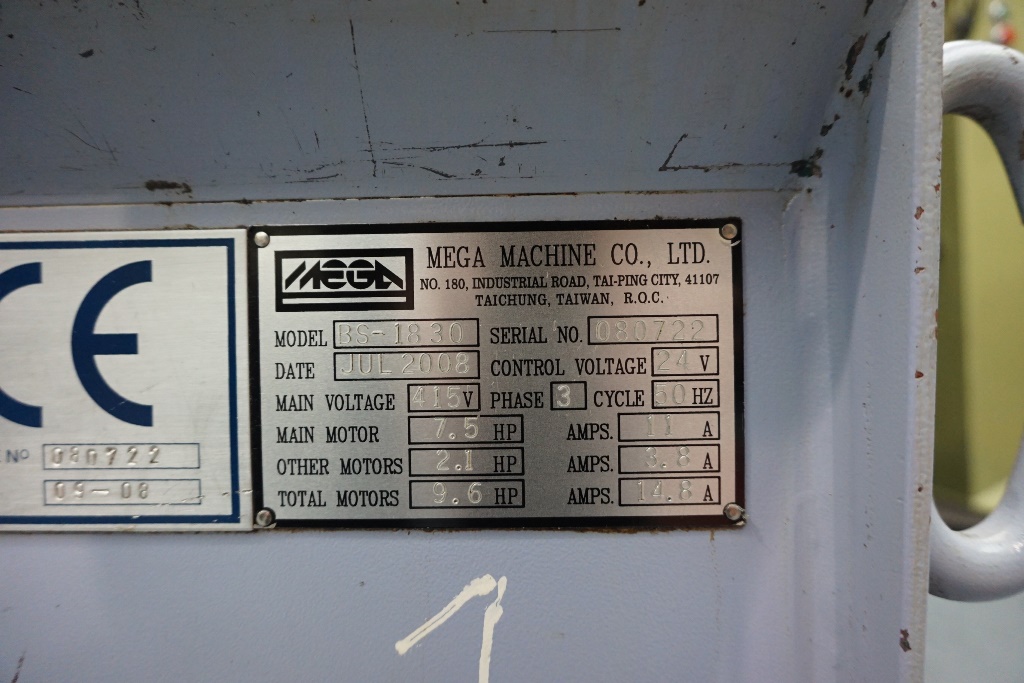 CE
Nº 080722
09-08
MEGA
MEGA MACHINE CO., LTD.
NO. 180, INDUSTRIAL ROAD, TAI-PING CITY, 41107
TAICHUNG, TAIWAN, R.O.C.
MODEL BS-1830 SERIAL NO. 080722
DATE JUL 2008 CONTROL VOLTAGE 24 V
MAIN VOLTAGE 415 V PHASE 3 CYCLE 50 HZ
MAIN MOTOR 7.5 HP AMPS. 11 A
OTHER MOTORS 2.1 HP AMPS. 3.8 A
TOTAL MOTORS 9.6 HP AMPS. 14.8 A
1